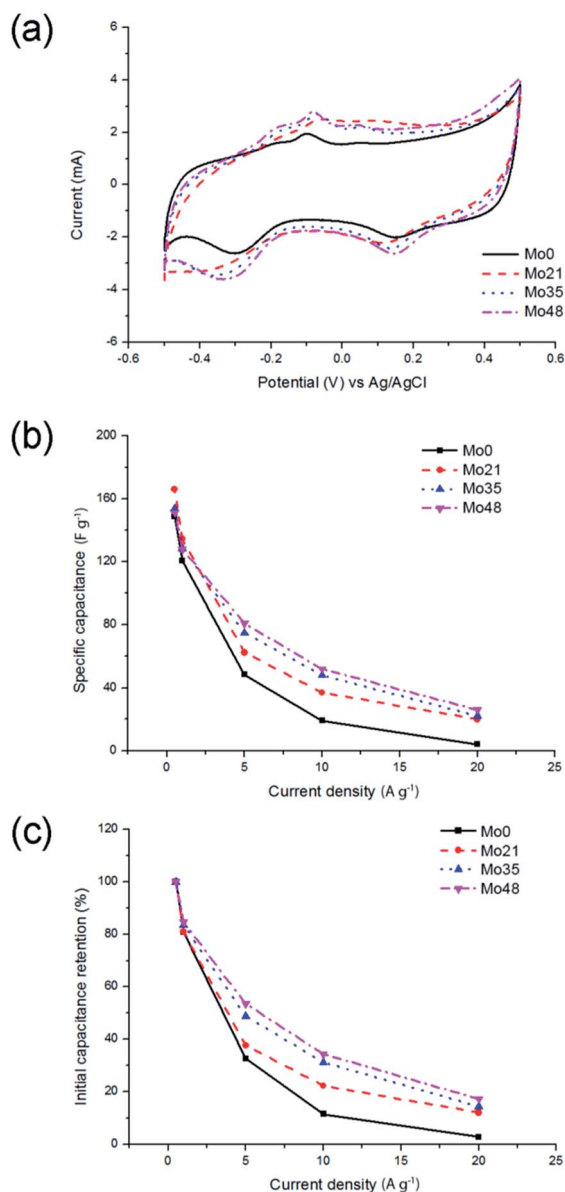 (a)
6
4
2
0
-2
-4
-6
Current (mA)
Mo0
Mo21
Mo35
Mo48
-0.6 -0.4 -0.2 0.0 0.2 0.4 0.6
Potential (V) vs Ag/AgCl
(b)
200
160
120
80
40
0
Specific capacitance (F g⁻¹)
Mo0
Mo21
Mo35
Mo48
0 5 10 15 20 25
Current density (A g⁻¹)
(c)
120
100
80
60
40
20
0
Initial capacitance retention (%)
Mo0
Mo21
Mo35
Mo48
0 5 10 15 20 25
Current density (A g⁻¹)